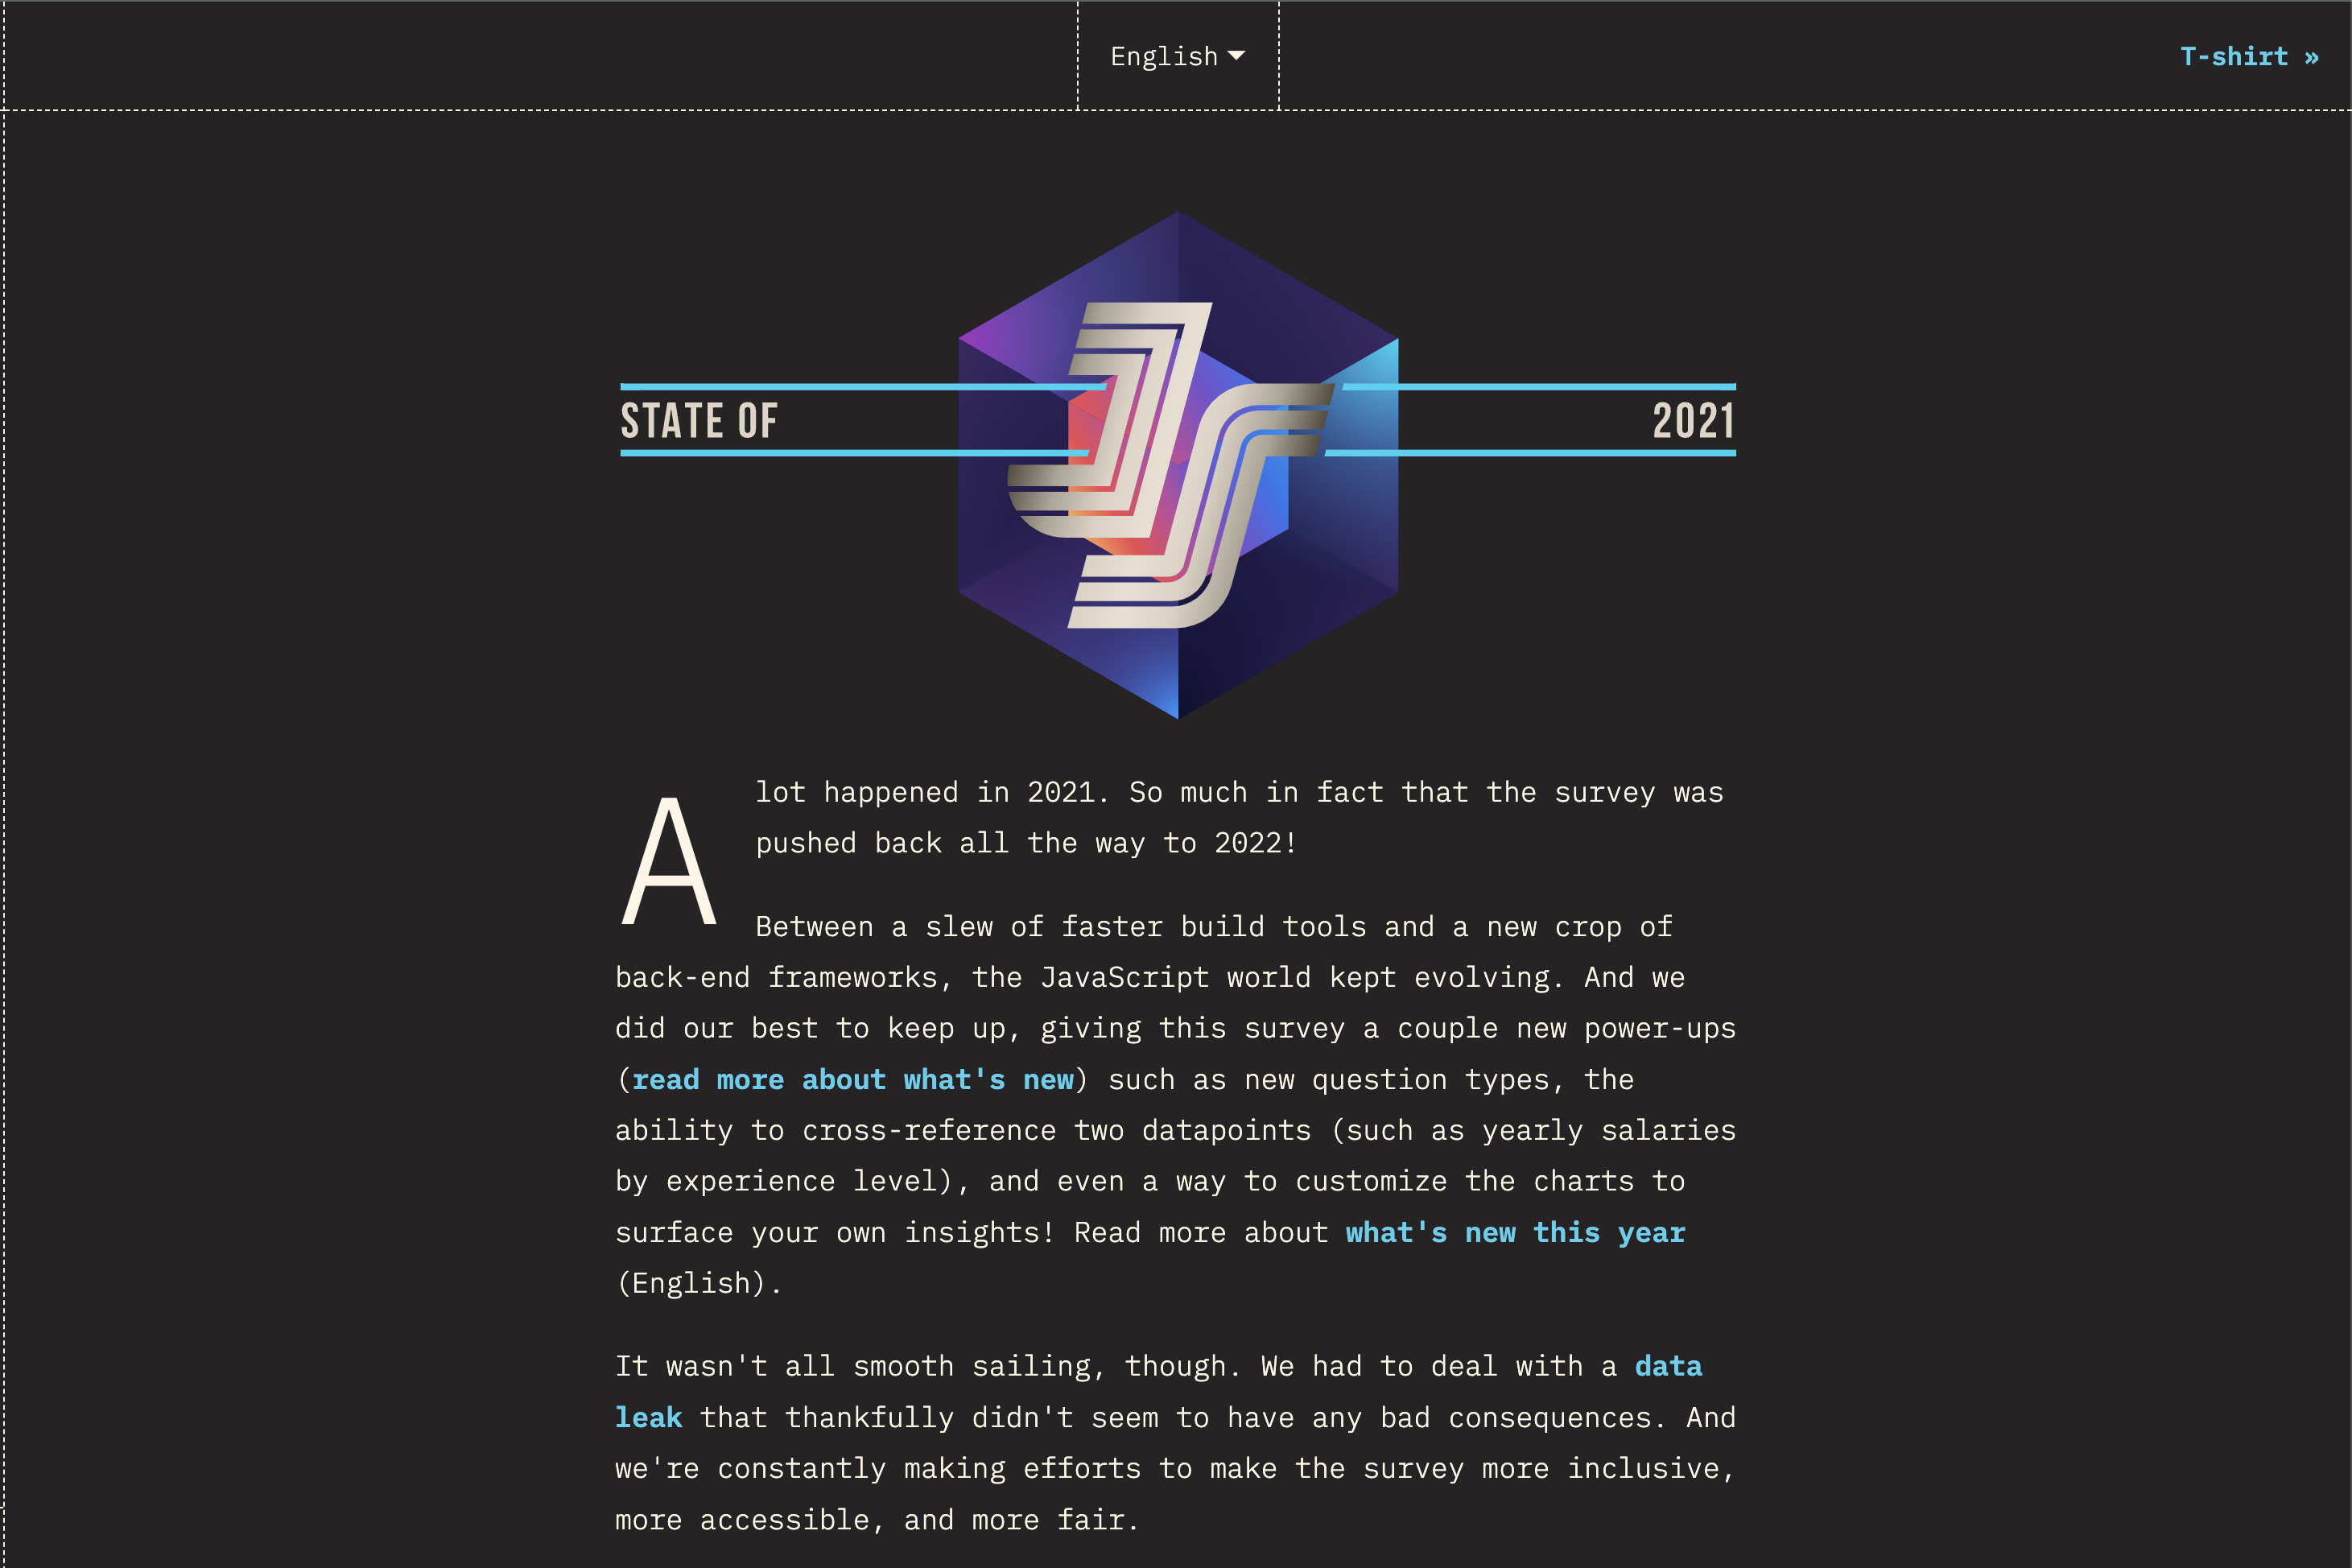 English
T-shirt »
STATE OF
JS
2021
A lot happened in 2021. So much in fact that the survey was
pushed back all the way to 2022!
Between a slew of faster build tools and a new crop of
back-end frameworks, the JavaScript world kept evolving. And we
did our best to keep up, giving this survey a couple new power-ups
(read more about what's new) such as new question types, the
ability to cross-reference two datapoints (such as yearly salaries
by experience level), and even a way to customize the charts to
surface your own insights! Read more about what's new this year
(English).
It wasn't all smooth sailing, though. We had to deal with a data
leak that thankfully didn't seem to have any bad consequences. And
we're constantly making efforts to make the survey more inclusive,
more accessible, and more fair.